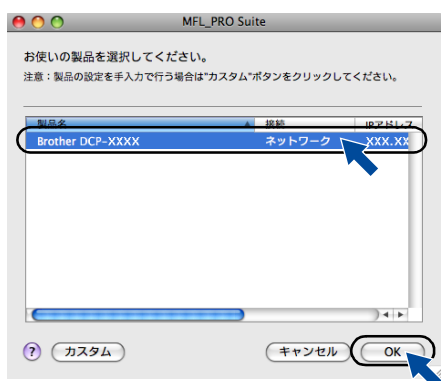 MFL_PRO Suite
お使いの製品を選択してください。
注意：製品の設定を手入力で行う場合は"カスタム"ボタンをクリックしてください。
製品名 接続 IPアドレス
Brother DCP-XXXX ネットワーク XXX.XX
? カスタム キャンセル OK